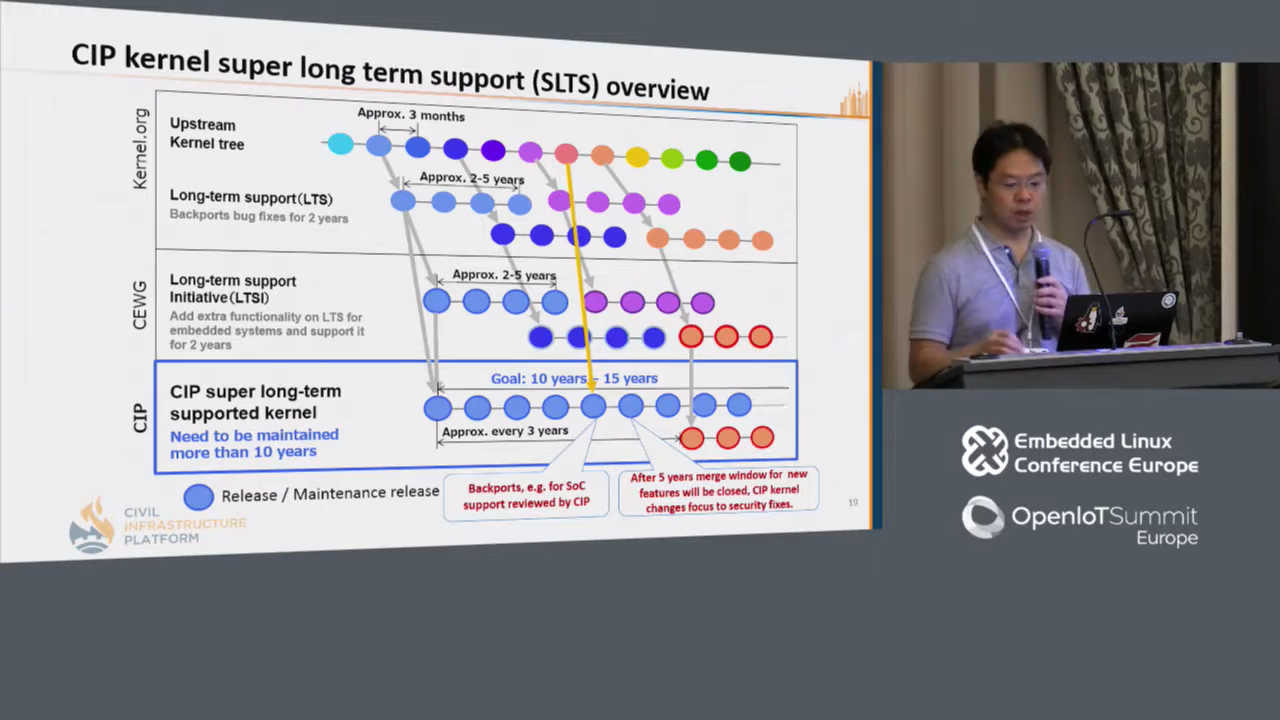 CIP kernel super long term support (SLTS) overview
Kernel.org
Upstream
Kernel tree
Approx. 3 months
Long-term support(LTS)
Backports bug fixes for 2 years
Approx. 2-5 years
CEWG
Long-term support
Initiative(LTSI)
Add extra functionality on LTS for
embedded systems and support it
for 2 years
Approx. 2-5 years
CIP
CIP super long-term
supported kernel
Need to be maintained
more than 10 years
Goal: 10 years – 15 years
Approx. every 3 years
Backports, e.g. for SoC
support reviewed by CIP
After 5 years merge window for new
features will be closed, CIP kernel
changes focus to security fixes.
Release / Maintenance release
CIVIL
INFRASTRUCTURE
PLATFORM
19
Embedded Linux
Conference Europe
OpenIoTSummit
Europe